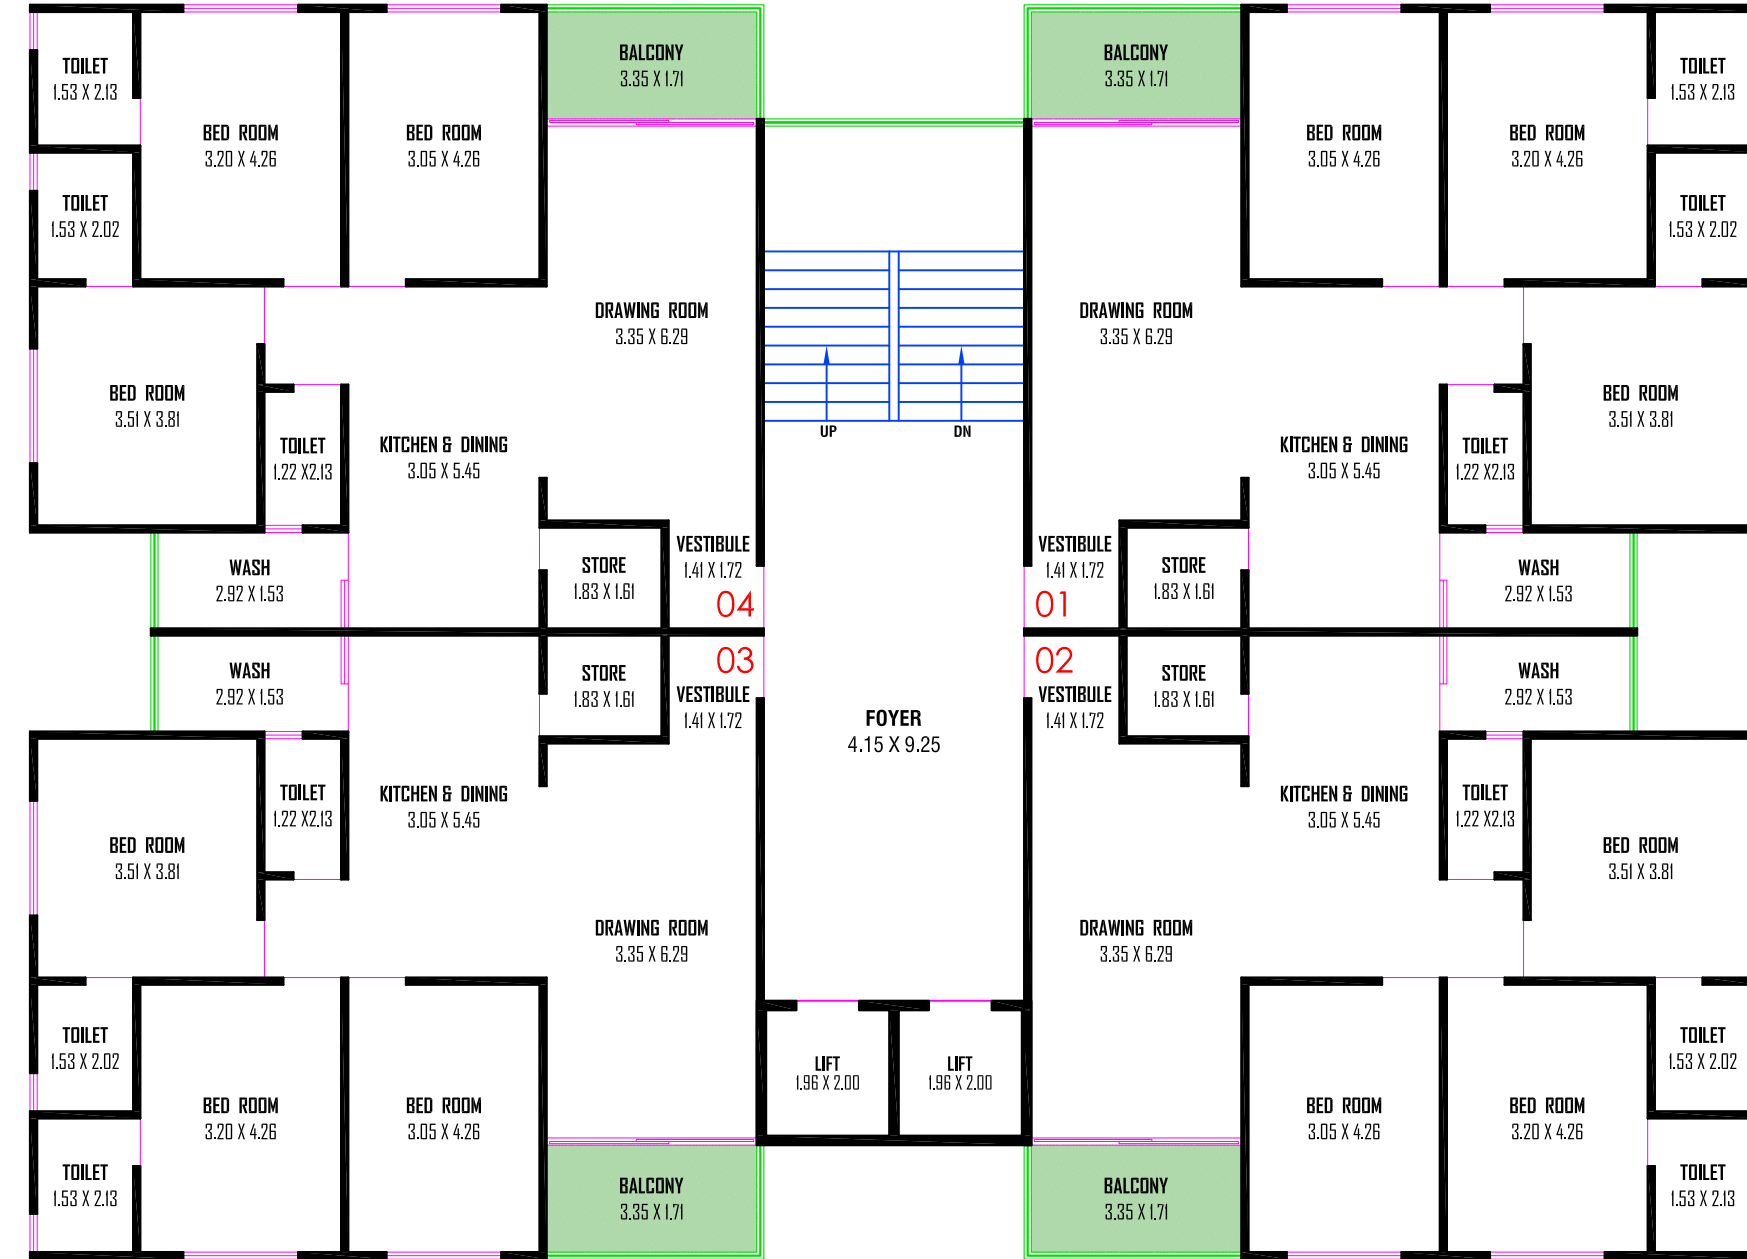 TOILET
1.53 X 2.13
BED ROOM
3.20 X 4.26
BED ROOM
3.05 X 4.26
BALCONY
3.35 X 1.71
BALCONY
3.35 X 1.71
BED ROOM
3.05 X 4.26
BED ROOM
3.20 X 4.26
TOILET
1.53 X 2.13
TOILET
1.53 X 2.02
TOILET
1.53 X 2.02
DRAWING ROOM
3.35 X 6.29
DRAWING ROOM
3.35 X 6.29
BED ROOM
3.51 X 3.81
BED ROOM
3.51 X 3.81
UP
DN
TOILET
1.22 X2.13
KITCHEN & DINING
3.05 X 5.45
KITCHEN & DINING
3.05 X 5.45
TOILET
1.22 X2.13
WASH
2.92 X 1.53
STORE
1.83 X 1.61
VESTIBULE
1.41 X 1.72
04
VESTIBULE
1.41 X 1.72
01
STORE
1.83 X 1.61
WASH
2.92 X 1.53
WASH
2.92 X 1.53
STORE
1.83 X 1.61
03
VESTIBULE
1.41 X 1.72
02
VESTIBULE
1.41 X 1.72
STORE
1.83 X 1.61
WASH
2.92 X 1.53
FOYER
4.15 X 9.25
TOILET
1.22 X2.13
KITCHEN & DINING
3.05 X 5.45
KITCHEN & DINING
3.05 X 5.45
TOILET
1.22 X2.13
BED ROOM
3.51 X 3.81
BED ROOM
3.51 X 3.81
DRAWING ROOM
3.35 X 6.29
DRAWING ROOM
3.35 X 6.29
TOILET
1.53 X 2.02
LIFT
1.96 X 2.00
LIFT
1.96 X 2.00
TOILET
1.53 X 2.02
BED ROOM
3.20 X 4.26
BED ROOM
3.05 X 4.26
BED ROOM
3.05 X 4.26
BED ROOM
3.20 X 4.26
TOILET
1.53 X 2.13
BALCONY
3.35 X 1.71
BALCONY
3.35 X 1.71
TOILET
1.53 X 2.13